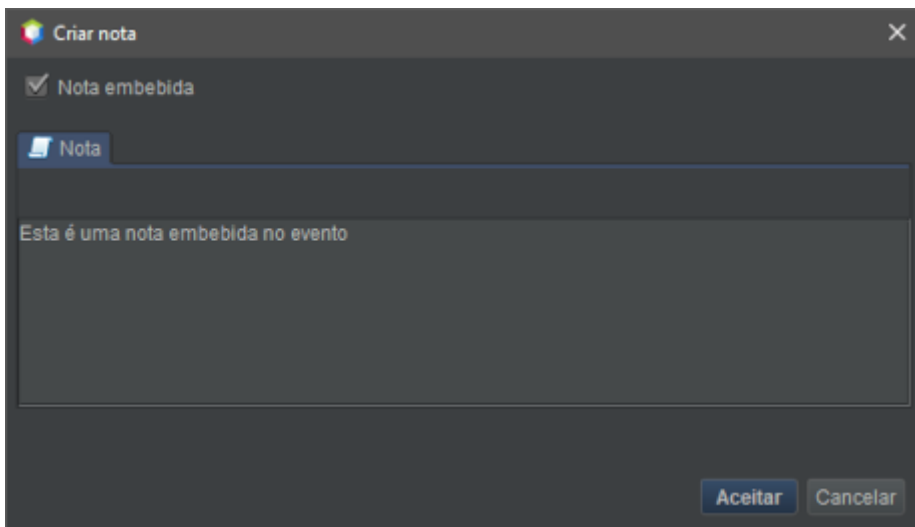 Criar nota
Nota embebida
Nota
Esta é uma nota embebida no evento
Aceitar Cancelar